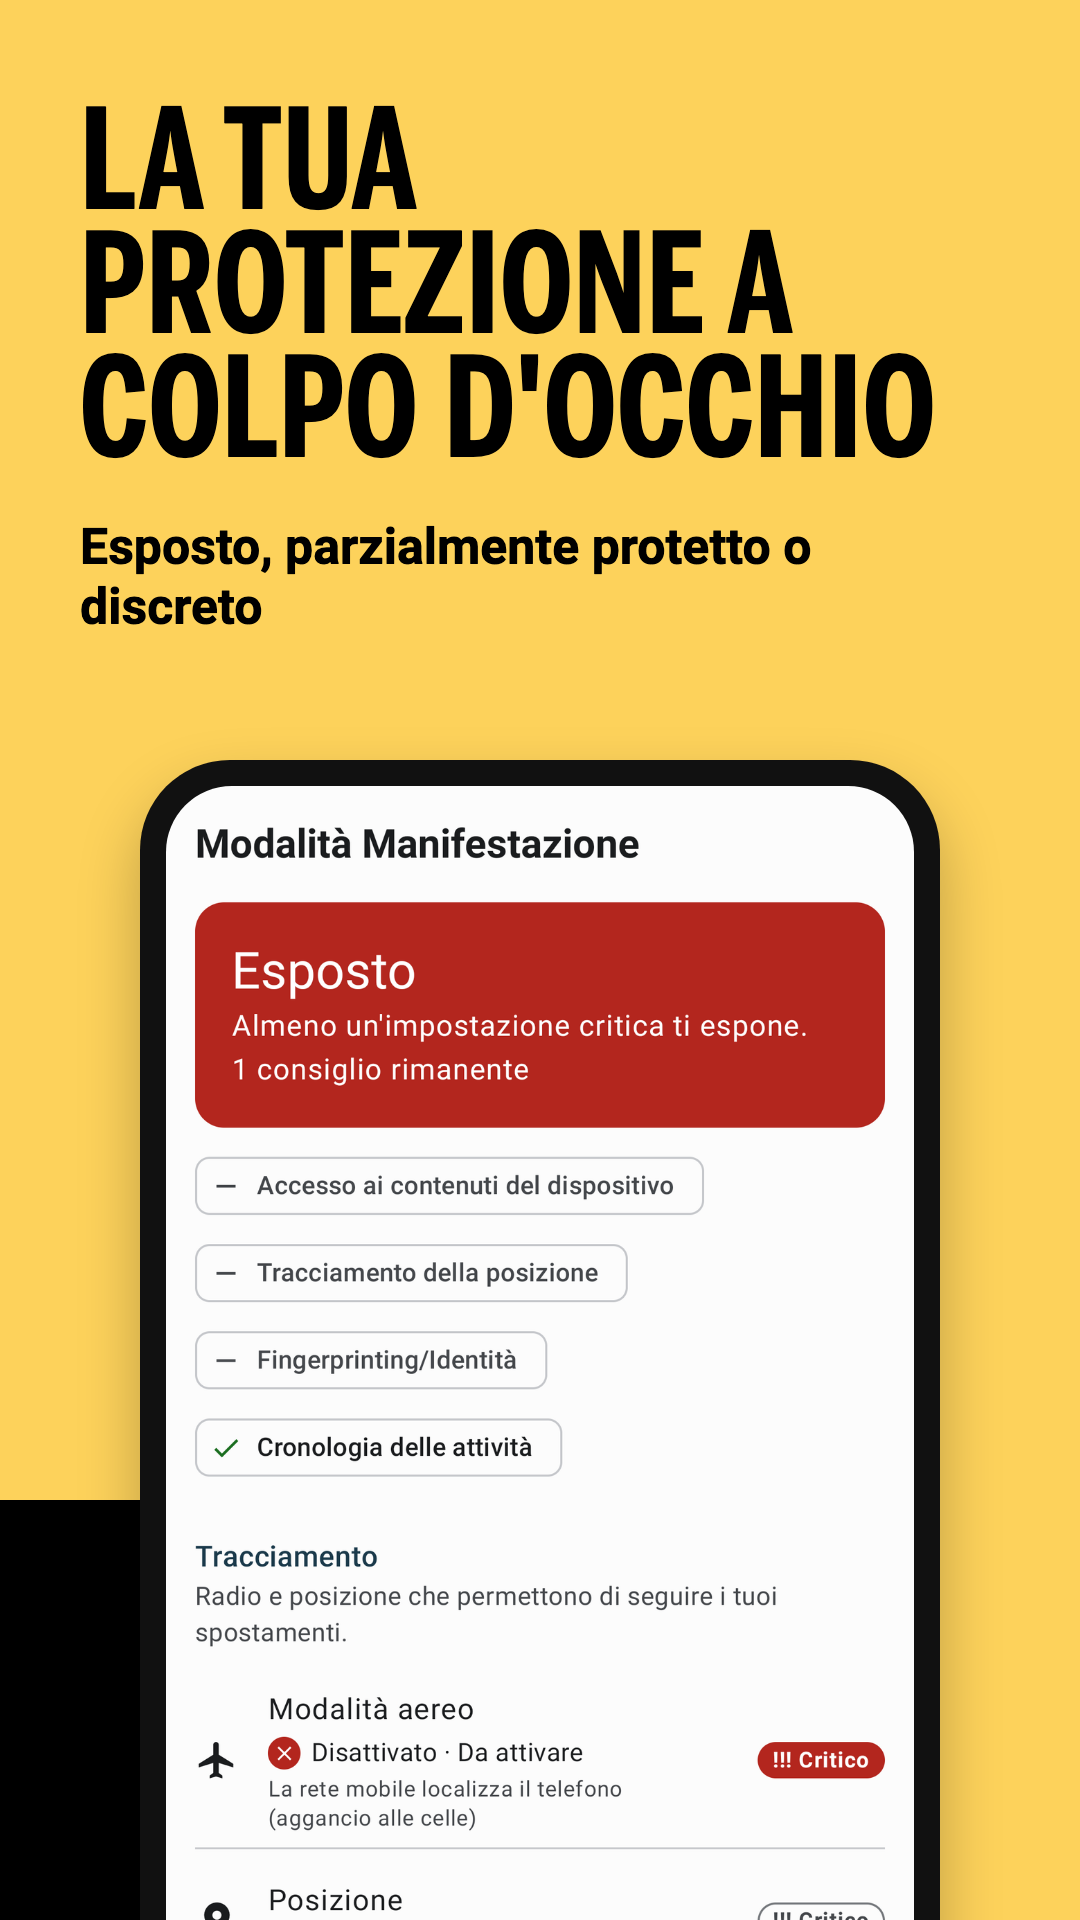 LA TUA
PROTEZIONE A
COLPO D'OCCHIO
Esposto, parzialmente protetto o
discreto
Modalità Manifestazione
Esposto
Almeno un'impostazione critica ti espone.
1 consiglio rimanente
Accesso ai contenuti del dispositivo
Tracciamento della posizione
Fingerprinting/Identità
Cronologia delle attività
Tracciamento
Radio e posizione che permettono di seguire i tuoi
spostamenti.
Modalità aereo
Disattivato · Da attivare
!!! Critico
La rete mobile localizza il telefono
(aggancio alle celle)
Posizione
!!! Critico